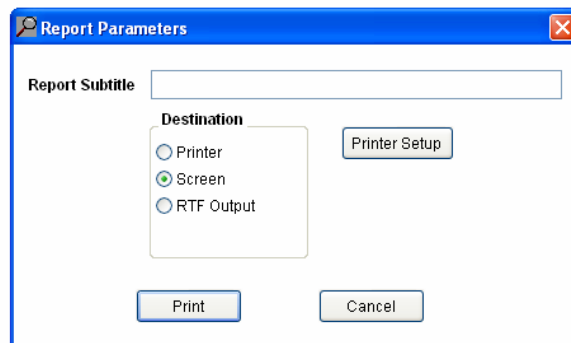 Report Parameters
Report Subtitle
Destination
Printer
Printer Setup
Screen
RTF Output
Print
Cancel